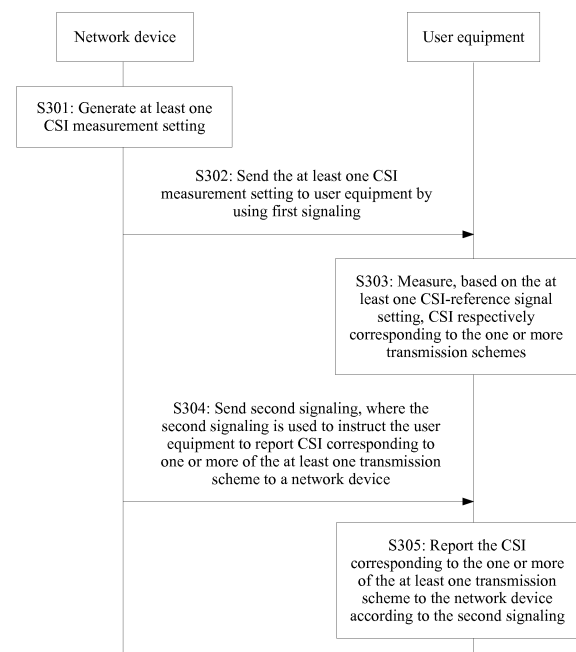 Network device
User equipment
S301: Generate at least one
CSI measurement setting
S302: Send the at least one CSI
measurement setting to user equipment by
using first signaling
S303: Measure, based on the at
least one CSI-reference signal
setting, CSI respectively
corresponding to the one or more
transmission schemes
S304: Send second signaling, where the
second signaling is used to instruct the user
equipment to report CSI corresponding to
one or more of the at least one transmission
scheme to a network device
S305: Report the CSI
corresponding to the one or more
of the at least one transmission
scheme to the network device
according to the second signaling